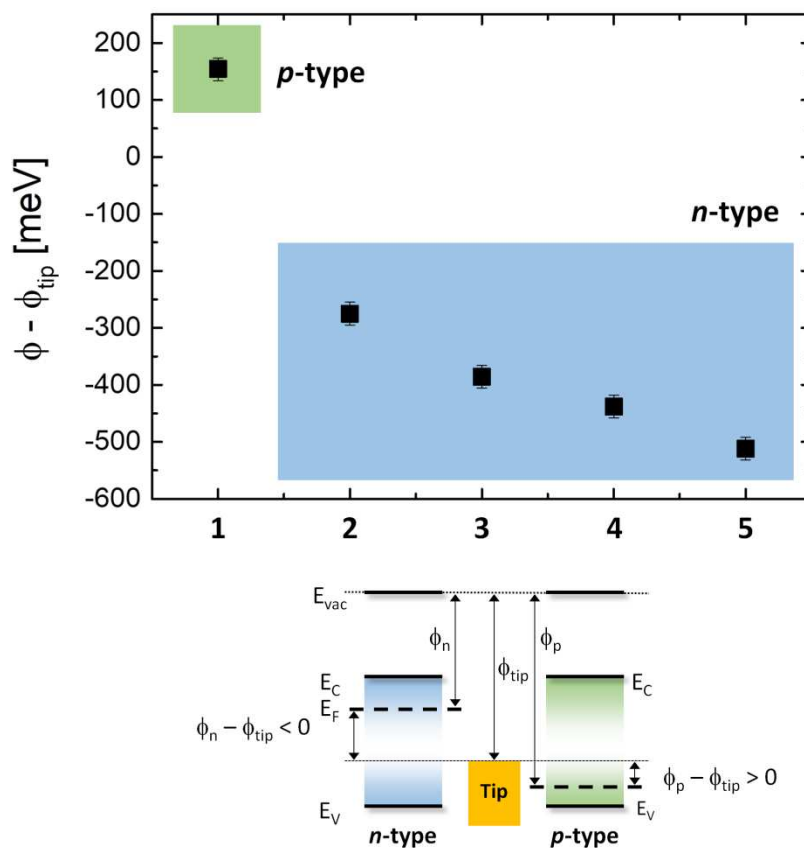 200
p-type
100
0
-100
n-type
-200
-300
-400
-500
-600
ϕ - ϕtip [meV]
1 2 3 4 5
Evac
ϕn
ϕp
ϕtip
EC
EC
EF
ϕn – ϕtip < 0
ϕp – ϕtip > 0
Tip
EV
EV
n-type
p-type